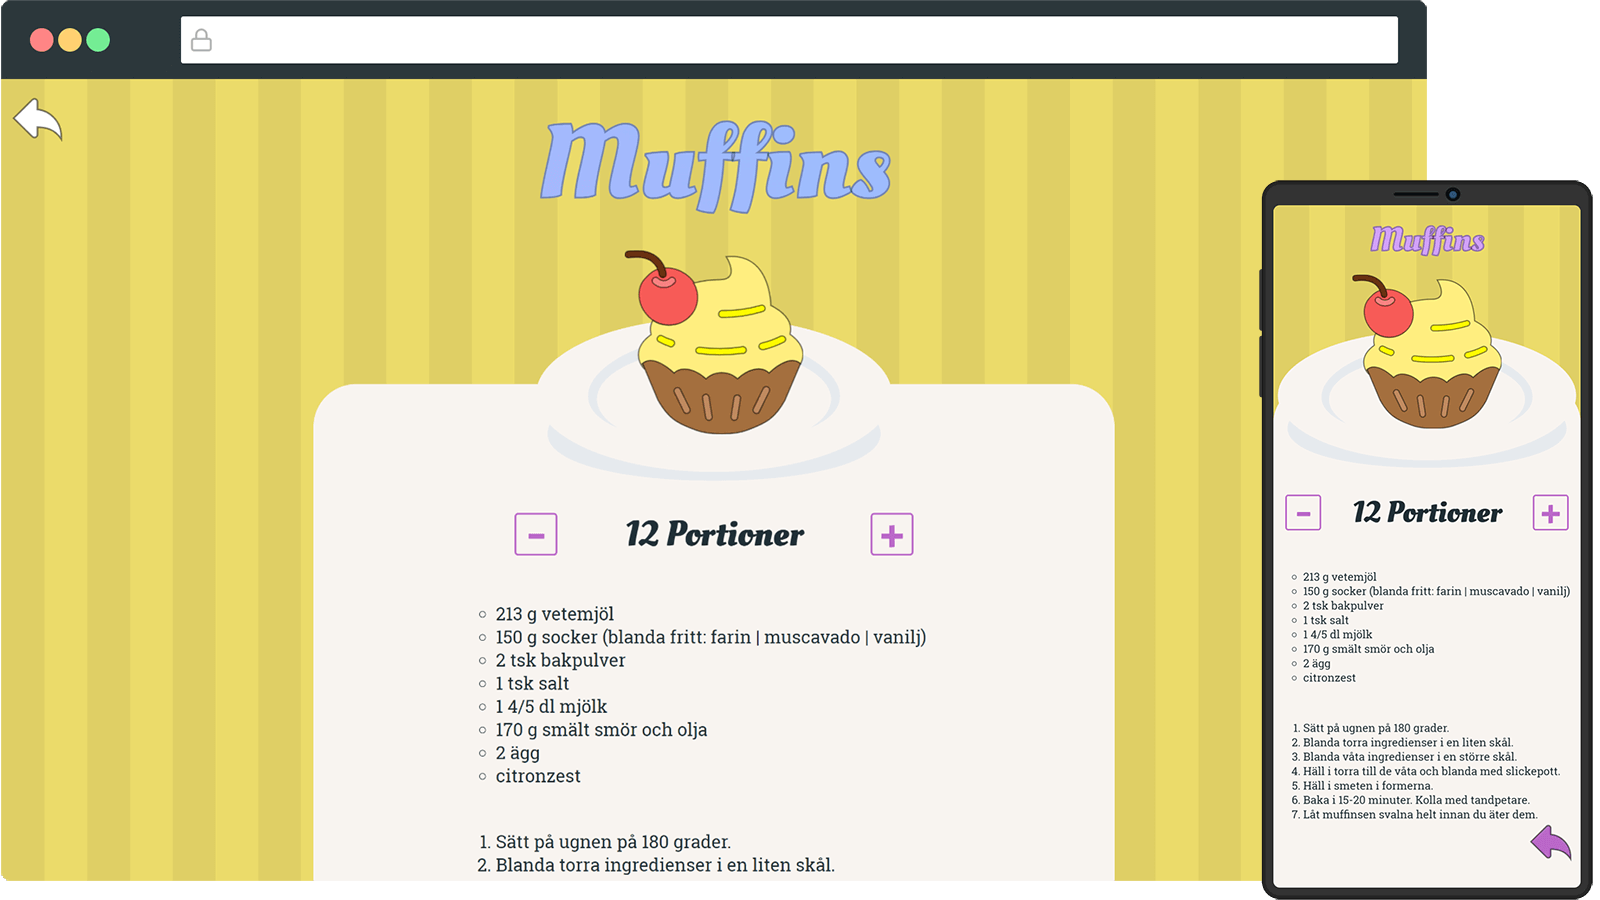 Muffins
- 12 Portioner +
213 g vetemjöl
150 g socker (blanda fritt: farin | muscavado | vanilj)
2 tsk bakpulver
1 tsk salt
1 4/5 dl mjölk
170 g smält smör och olja
2 ägg
citronzest
1. Sätt på ugnen på 180 grader.
2. Blanda torra ingredienser i en liten skål.
Muffins
- 12 Portioner +
213 g vetemjöl
150 g socker (blanda fritt: farin | muscavado | vanilj)
2 tsk bakpulver
1 tsk salt
1 4/5 dl mjölk
170 g smält smör och olja
2 ägg
citronzest
1. Sätt på ugnen på 180 grader.
2. Blanda torra ingredienser i en liten skål.
3. Blanda våta ingredienser i en större skål.
4. Häll i torra till de våta och blanda med slickepott.
5. Häll i smeten i formerna.
6. Baka i 15-20 minuter. Kolla med tandpetare.
7. Låt muffinsen svalna helt innan du äter dem.